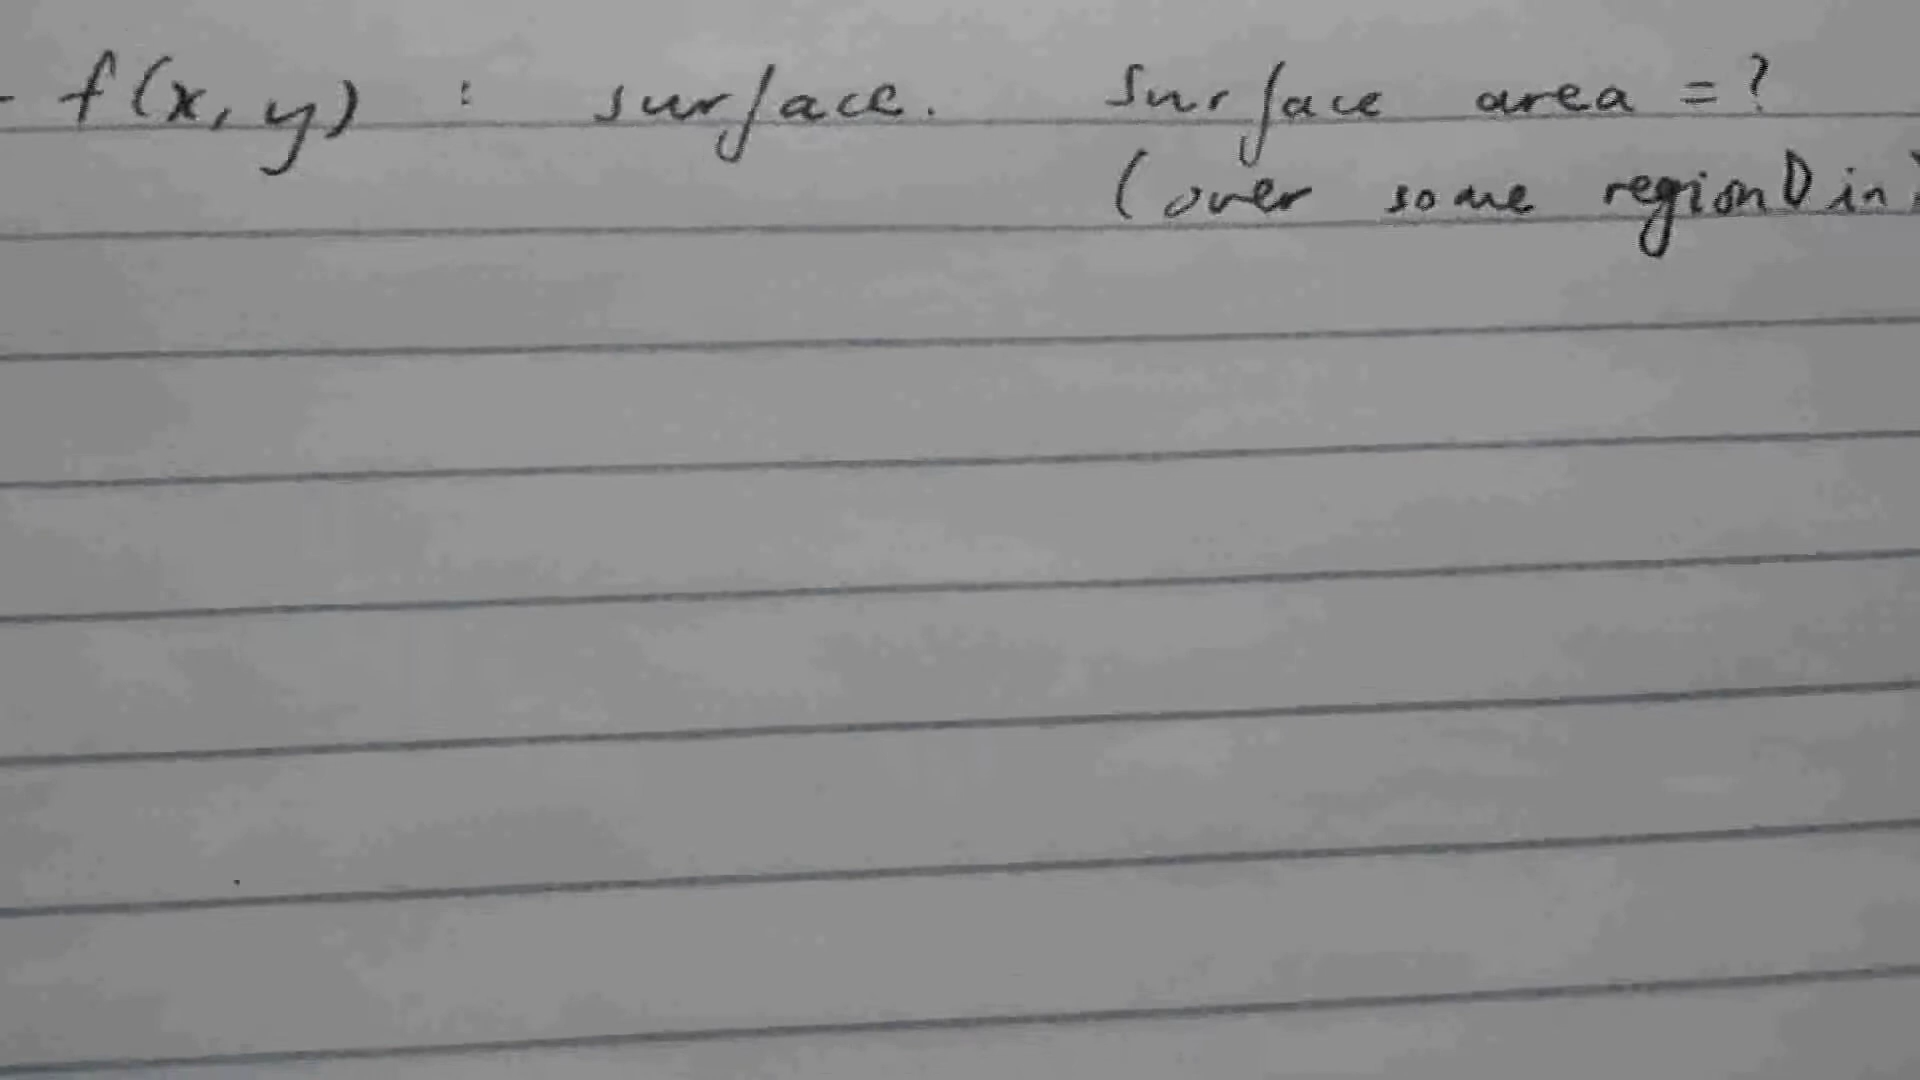 - f(x, y) : surface. Surface area = ?
(over some region D in